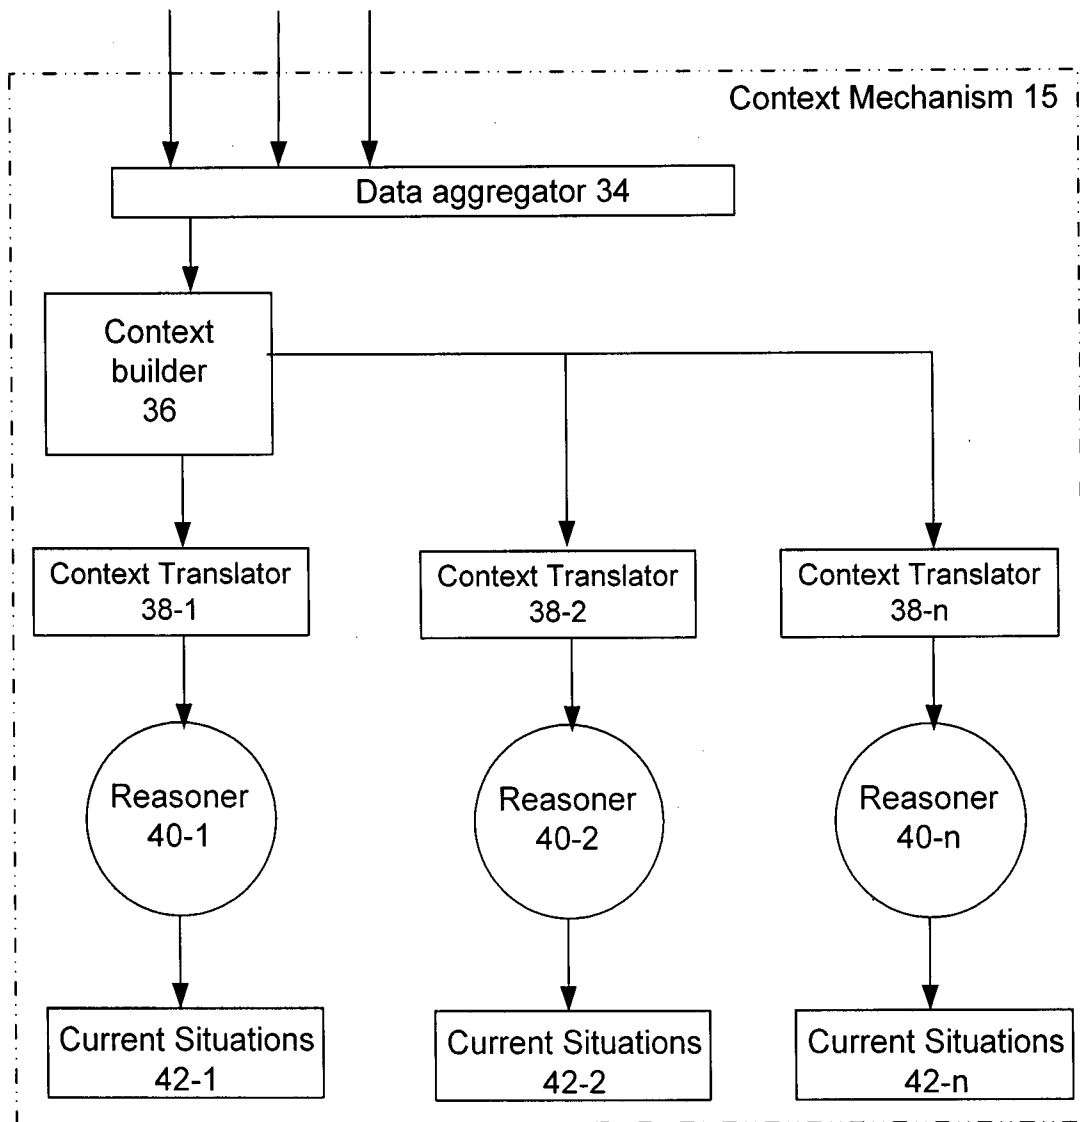 Context Mechanism 15
Data aggregator 34
Context
builder
36
Context Translator
38-1
Context Translator
38-2
Context Translator
38-n
Reasoner
40-1
Reasoner
40-2
Reasoner
40-n
Current Situations
42-1
Current Situations
42-2
Current Situations
42-n